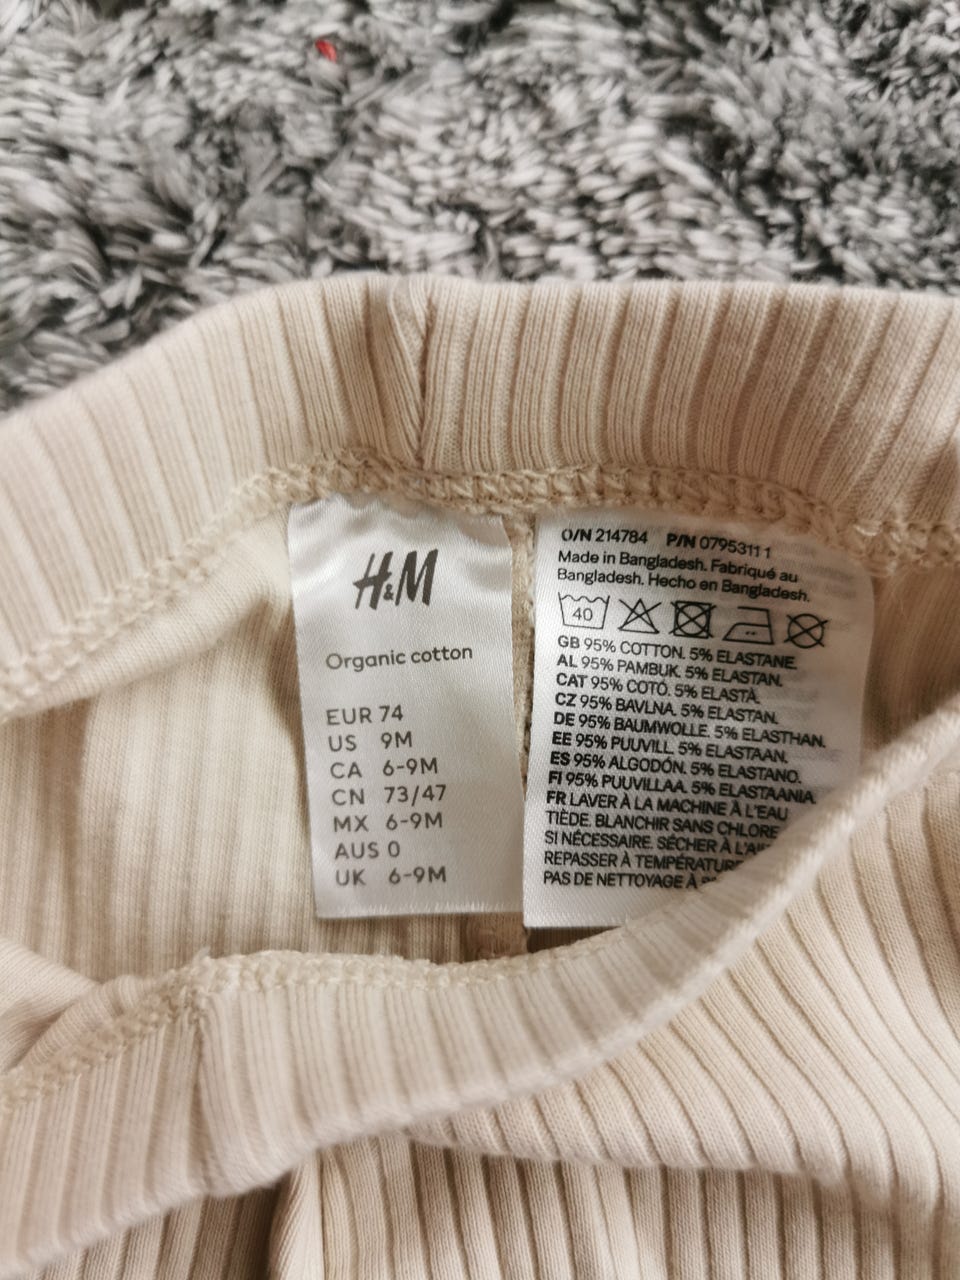 H&M
Organic cotton
EUR 74
US 9M
CA 6-9M
CN 73/47
MX 6-9M
AUS 0
UK 6-9M
O/N 214784 P/N 0795311 1
Made in Bangladesh. Fabriqué au
Bangladesh. Hecho en Bangladesh.
40
GB 95% COTTON. 5% ELASTANE.
AL 95% PAMBUK. 5% ELASTAN.
CAT 95% COTÓ. 5% ELASTÀ.
CZ 95% BAVLNA. 5% ELASTAN.
DE 95% BAUMWOLLE. 5% ELASTHAN.
EE 95% PUUVILL. 5% ELASTAAN.
ES 95% ALGODÓN. 5% ELASTANO.
FI 95% PUUVILLAA. 5% ELASTAANIA.
FR LAVER À LA MACHINE À L'EAU
TIÈDE. BLANCHIR SANS CHLORE
SI NÉCESSAIRE. SÉCHER À
REPASSER À TEMPÉRATURE
PAS DE NETTOYAGE À